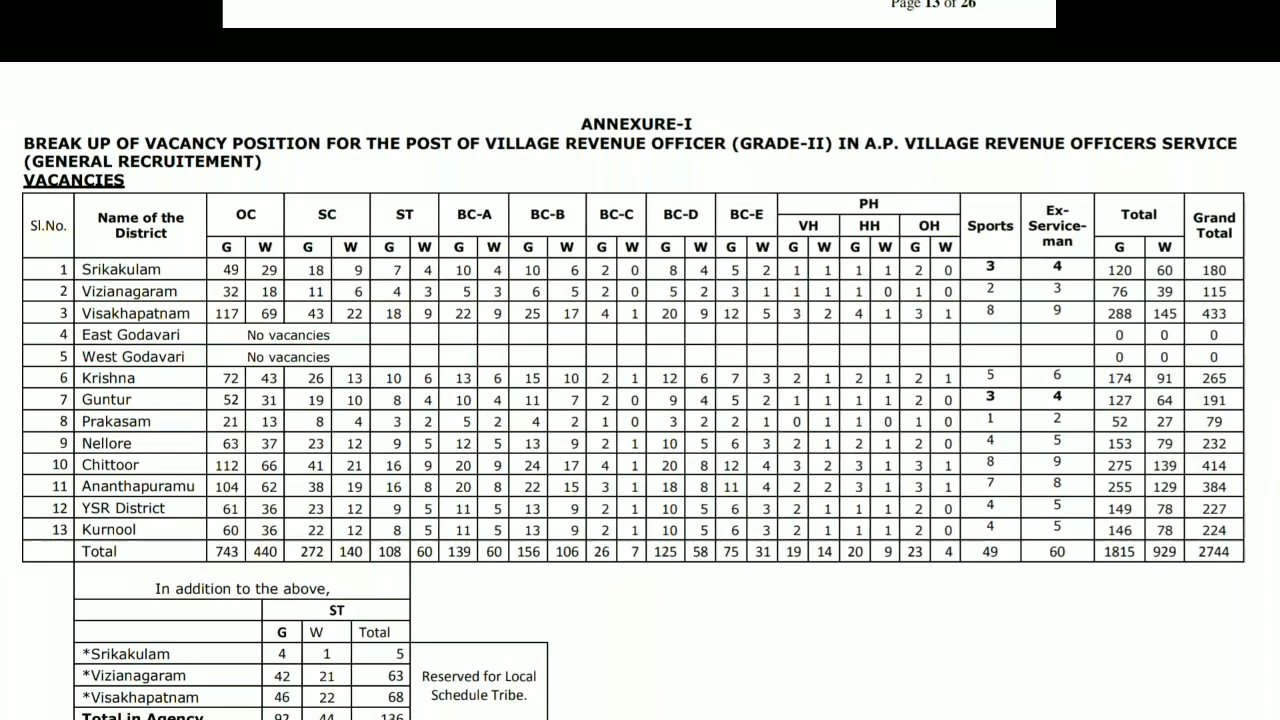 Page 13 of 26
ANNEXURE-I
BREAK UP OF VACANCY POSITION FOR THE POST OF VILLAGE REVENUE OFFICER (GRADE-II) IN A.P. VILLAGE REVENUE OFFICERS SERVICE
(GENERAL RECRUITEMENT)
VACANCIES
Sl.No. Name of the District OC SC ST BC-A BC-B BC-C BC-D BC-E PH Sports Ex-Service-man Total Grand Total
VH HH OH
G W G W G W G W G W G W G W G W G W G W G W G W
1 Srikakulam 49 29 18 9 7 4 10 4 10 6 2 0 8 4 5 2 1 1 1 1 2 0 3 4 120 60 180
2 Vizianagaram 32 18 11 6 4 3 5 3 6 5 2 0 5 2 3 1 1 1 1 0 1 0 2 3 76 39 115
3 Visakhapatnam 117 69 43 22 18 9 22 9 25 17 4 1 20 9 12 5 3 2 4 1 3 1 8 9 288 145 433
4 East Godavari No vacancies 0 0 0
5 West Godavari No vacancies 0 0 0
6 Krishna 72 43 26 13 10 6 13 6 15 10 2 1 12 6 7 3 2 1 2 1 2 1 5 6 174 91 265
7 Guntur 52 31 19 10 8 4 10 4 11 7 2 0 9 4 5 2 1 1 1 1 2 0 3 4 127 64 191
8 Prakasam 21 13 8 4 3 2 5 2 4 2 1 0 3 2 2 1 0 1 1 0 1 0 1 2 52 27 79
9 Nellore 63 37 23 12 9 5 12 5 13 9 2 1 10 5 6 3 2 1 2 1 2 0 4 5 153 79 232
10 Chittoor 112 66 41 21 16 9 20 9 24 17 4 1 20 8 12 4 3 2 3 1 3 1 8 9 275 139 414
11 Ananthapuramu 104 62 38 19 16 8 20 8 22 15 3 1 18 8 11 4 2 2 3 1 3 1 7 8 255 129 384
12 YSR District 61 36 23 12 9 5 11 5 13 9 2 1 10 5 6 3 2 1 1 1 2 0 4 5 149 78 227
13 Kurnool 60 36 22 12 8 5 11 5 13 9 2 1 10 5 6 3 2 1 1 1 2 0 4 5 146 78 224
Total 743 440 272 140 108 60 139 60 156 106 26 7 125 58 75 31 19 14 20 9 23 4 49 60 1815 929 2744
In addition to the above,
ST
G W Total
*Srikakulam 4 1 5
*Vizianagaram 42 21 63
*Visakhapatnam 46 22 68
Reserved for Local
Schedule Tribe.
Total in Agency 92 44 136